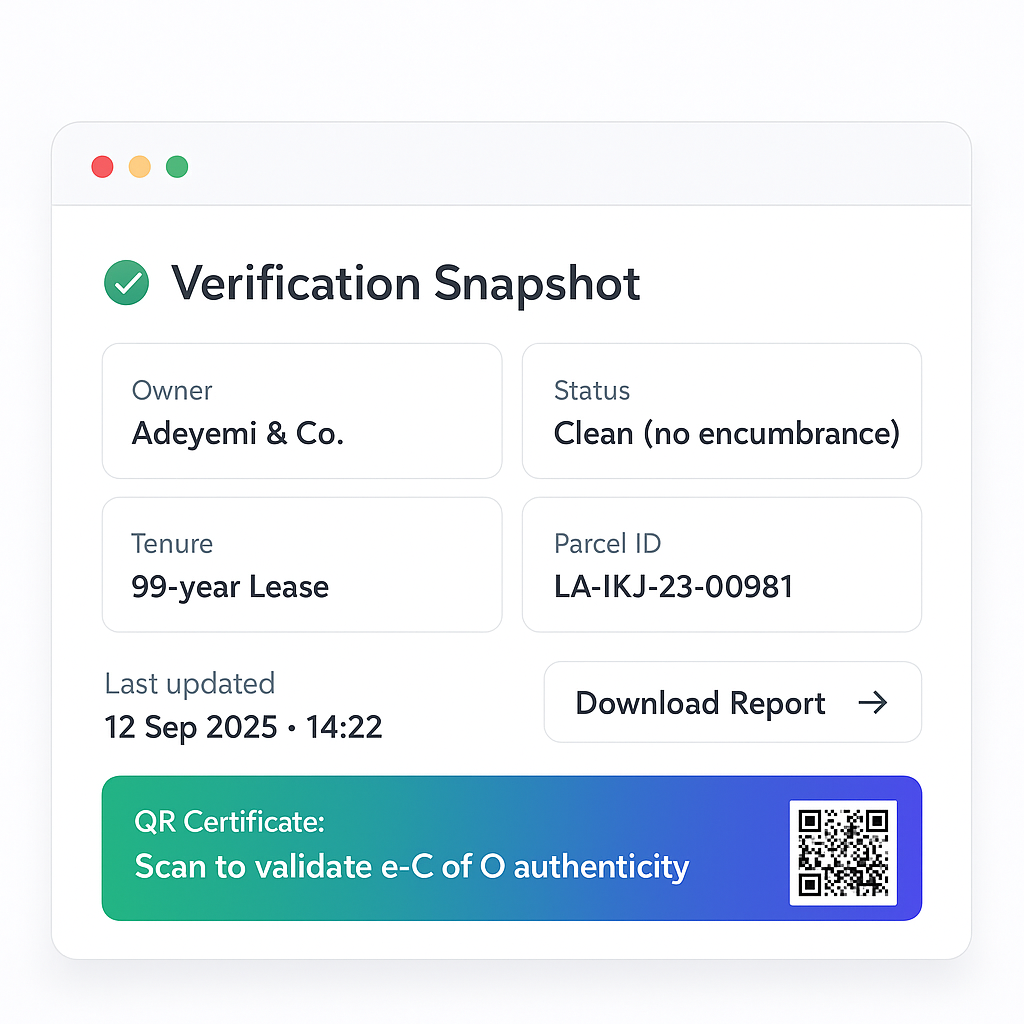 Verification Snapshot
Owner
Adeyemi & Co.
Status
Clean (no encumbrance)
Tenure
99-year Lease
Parcel ID
LA-IKJ-23-00981
Last updated
12 Sep 2025 • 14:22
Download Report →
QR Certificate:
Scan to validate e-C of O authenticity